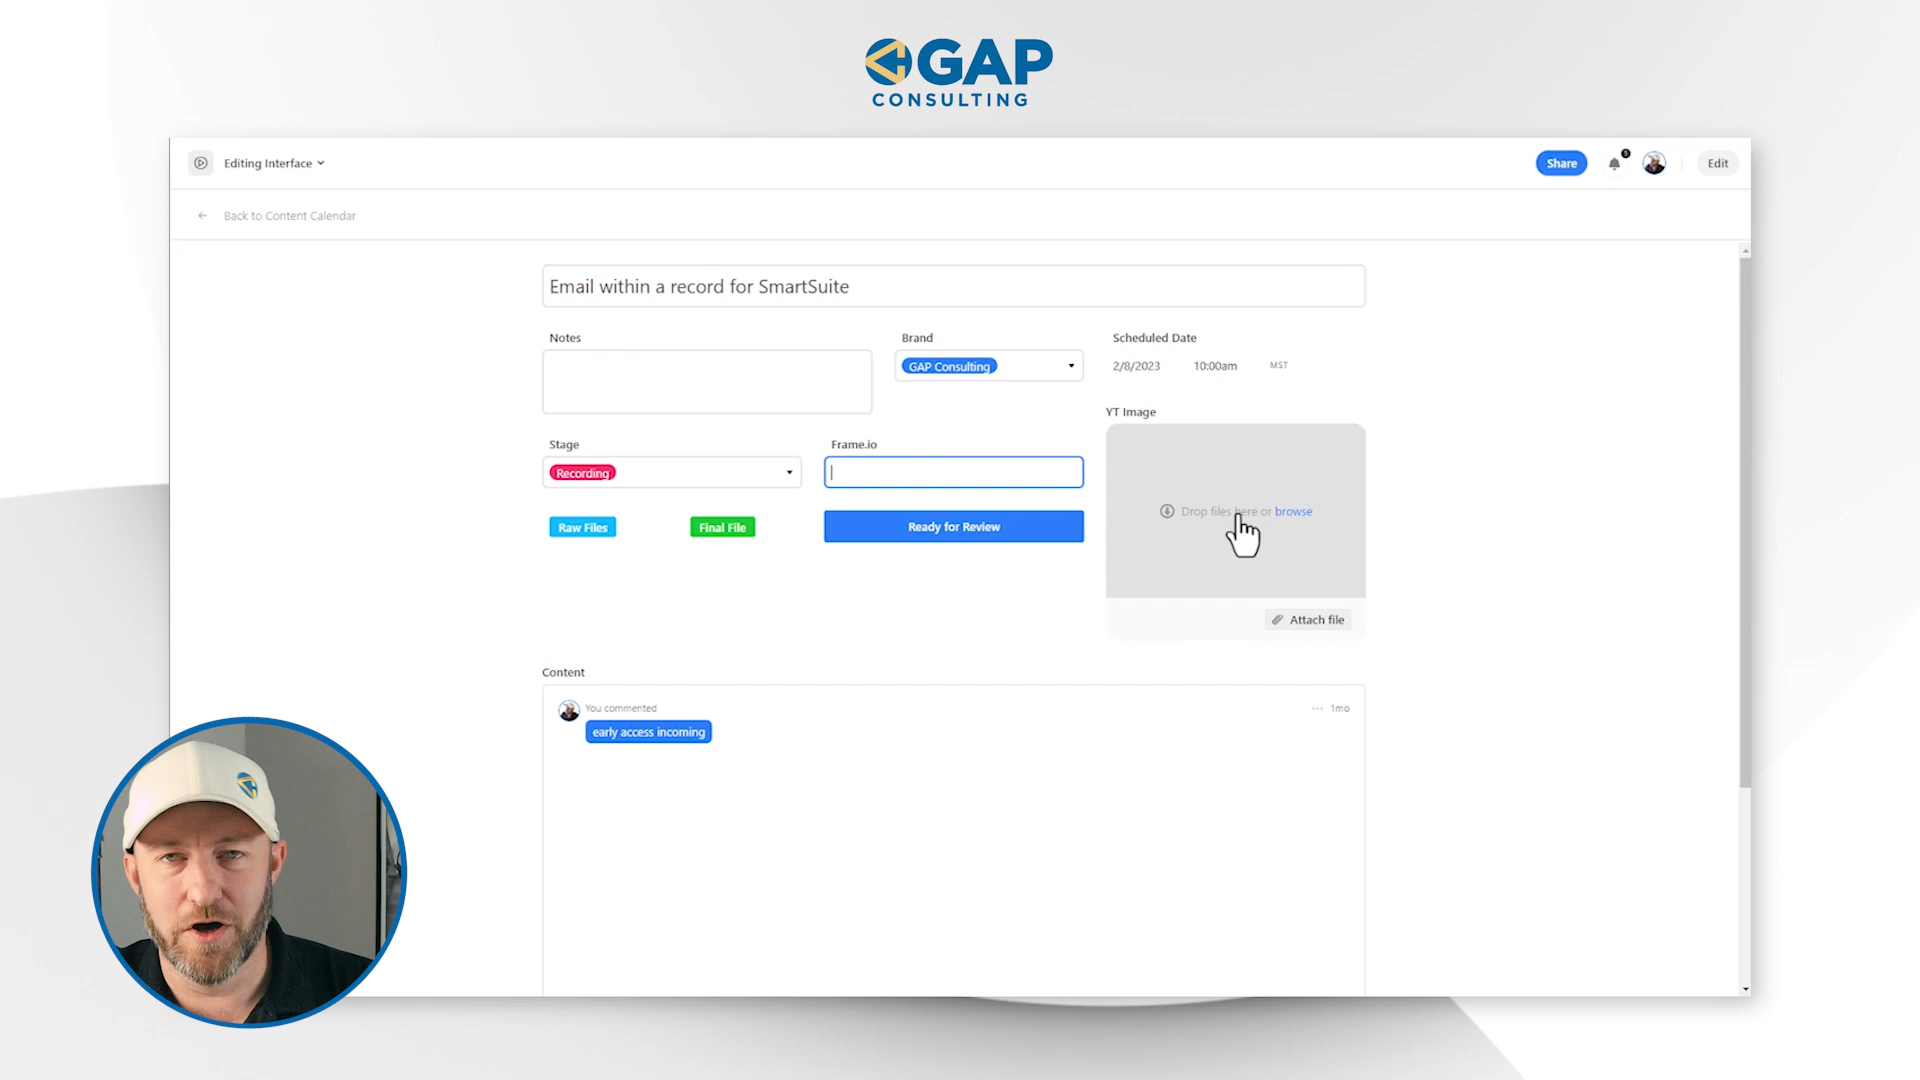 GAP
CONSULTING
Editing Interface
Share
Edit
Back to Content Calendar
Email within a record for SmartSuite
Notes
Brand
Scheduled Date
GAP Consulting
2/8/2023 10:00am MST
YT Image
Stage
Frame.io
Recording
Drop files here or browse
Raw Files
Final File
Ready for Review
Attach file
Content
You commented
1mo
early access incoming